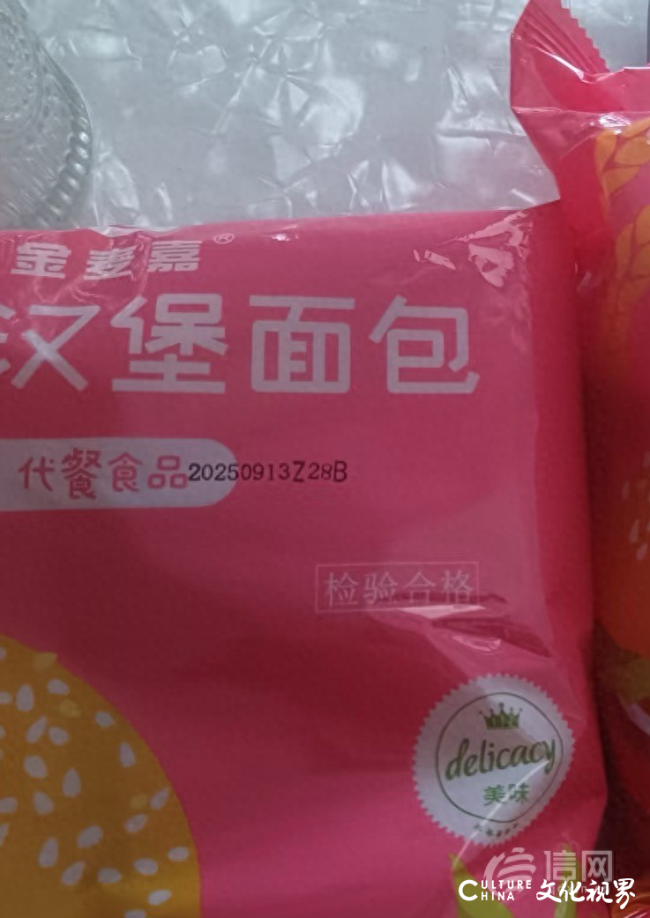 金麦嘉®
汉堡面包
代餐食品20250913Z28B
检验合格
delicacy
美味
信网
CULTURE CHINA 文化视界